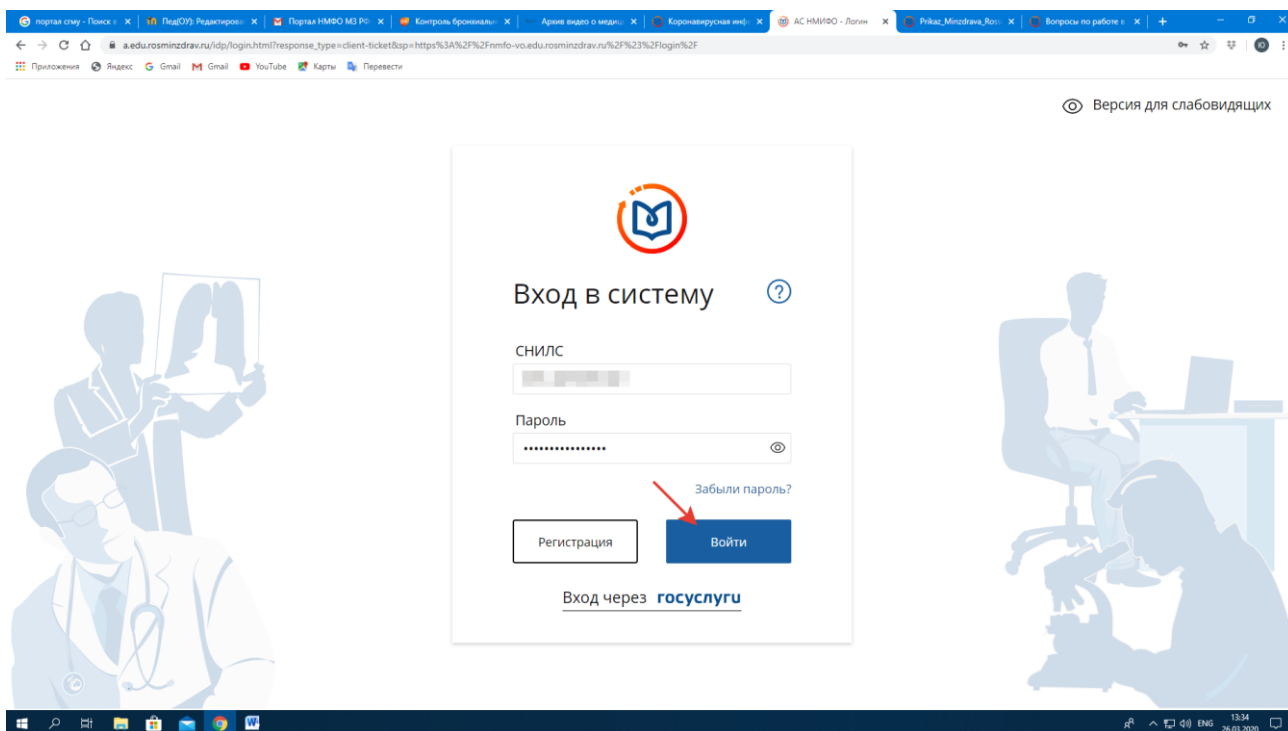 портал сгму - Поиск в
Пед(ОУ): Редактирова
Портал НМФО МЗ РФ
Контроль бронхиальн
Архив видео о медиц
Коронавирусная инф
АС НМИФО - Логин
Prikaz_Minzdrava_Ross
Вопросы по работе в
a.edu.rosminzdrav.ru/idp/login.html?response_type=client-ticket&sp=https%3A%2F%2Fnmfo-vo.edu.rosminzdrav.ru%2F%23%2Flogin%2F
Приложения Яндекс Gmail Gmail YouTube Карты Перевести
Версия для слабовидящих
Вход в систему
СНИЛС
Пароль
Забыли пароль?
Регистрация Войти
Вход через госуслуги
ENG 13:34
26.03.2020